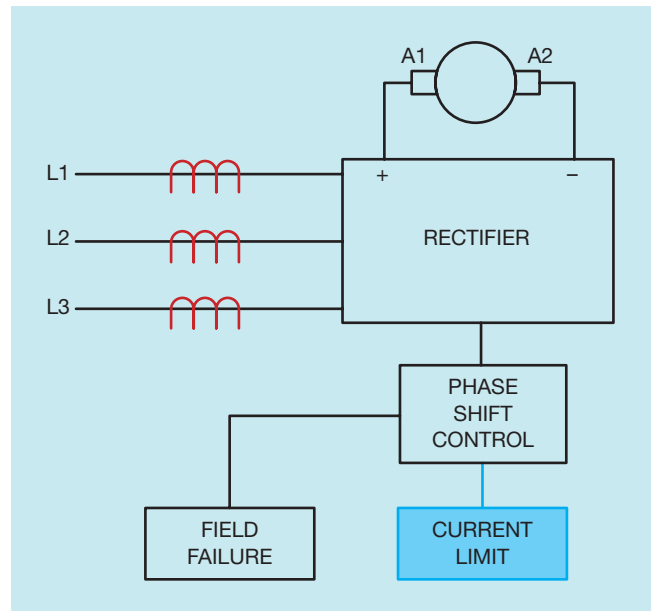 A1 A2
L1
+ −
RECTIFIER
L2
L3
PHASE
SHIFT
CONTROL
FIELD
FAILURE
CURRENT
LIMIT